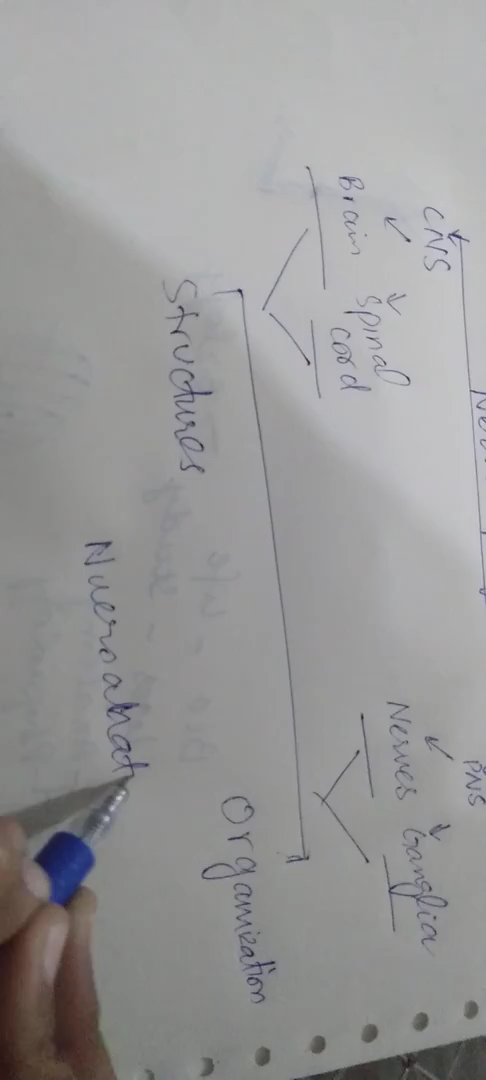 CNS
PNS
Brain
Spinal
cord
Nerves
Ganglia
Structures
Organization
Nueroanat